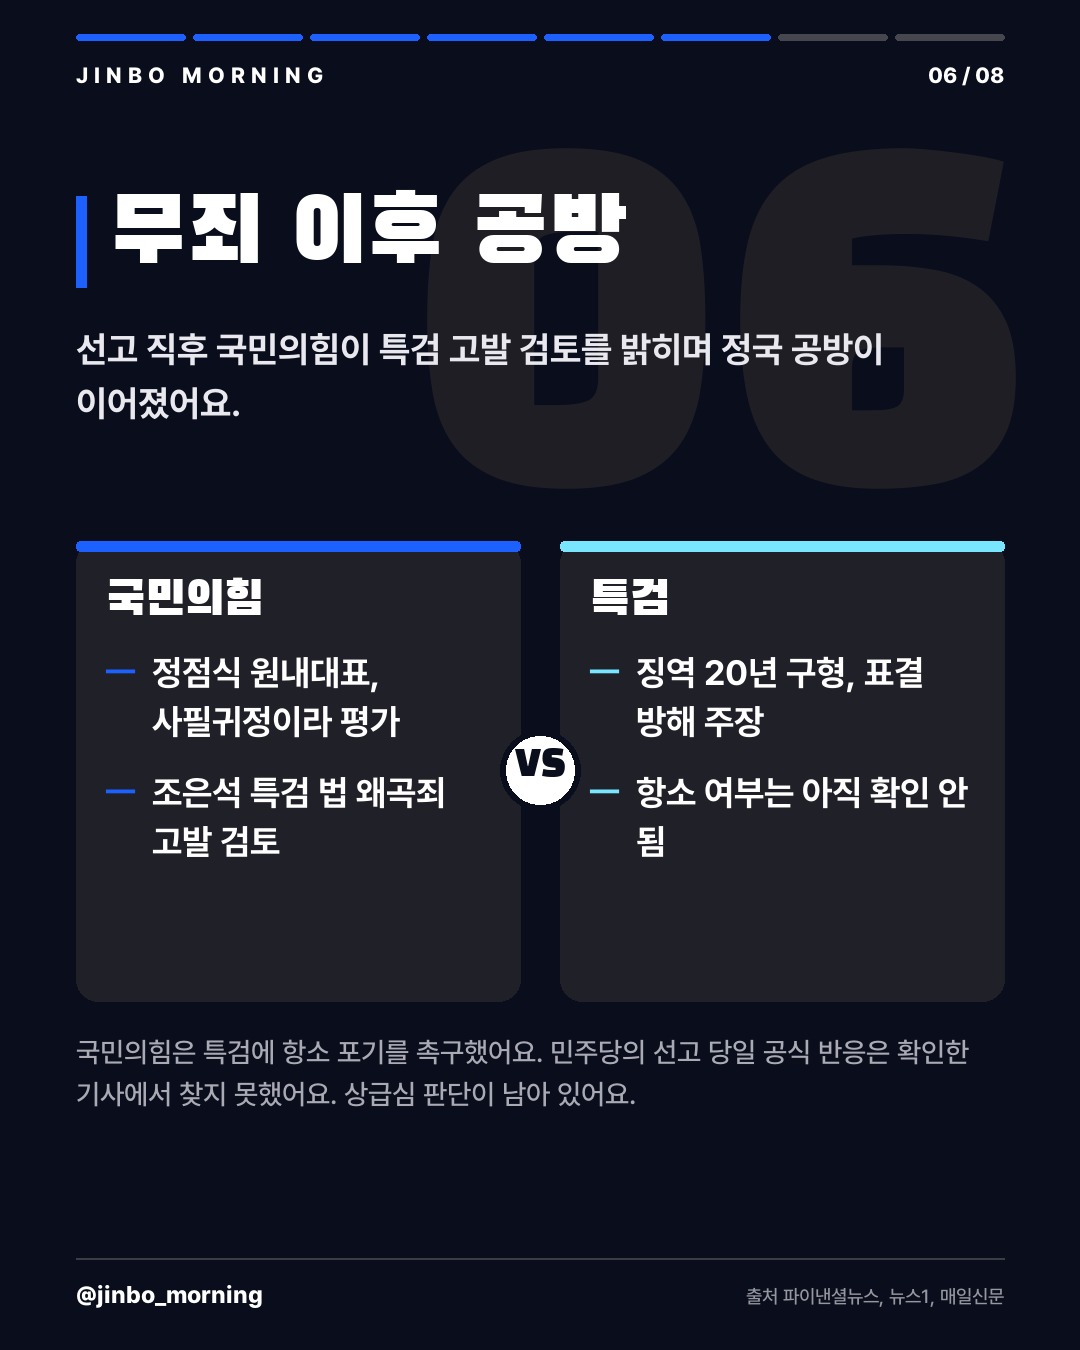 JINBO MORNING
06 / 08
06
무죄 이후 공방
선고 직후 국민의힘이 특검 고발 검토를 밝히며 정국 공방이
이어졌어요.
국민의힘
— 정점식 원내대표,
사필귀정이라 평가
— 조은석 특검 법 왜곡죄
고발 검토
VS
특검
— 징역 20년 구형, 표결
방해 주장
— 항소 여부는 아직 확인 안
됨
국민의힘은 특검에 항소 포기를 촉구했어요. 민주당의 선고 당일 공식 반응은 확인한
기사에서 찾지 못했어요. 상급심 판단이 남아 있어요.
@jinbo_morning
출처 파이낸셜뉴스, 뉴스1, 매일신문